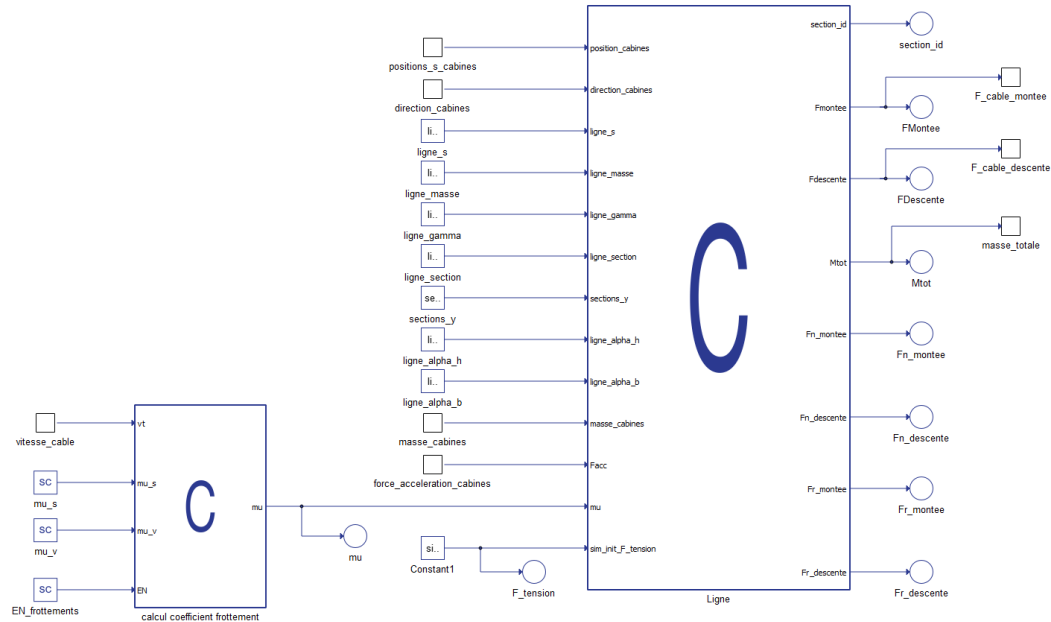 section_id
section_id
position_cabines
positions_s_cabines
F_cable_montee
direction_cabines
direction_cabines
Fmontee
FMontee
li..
ligne_s
ligne_s
F_cable_descente
li..
ligne_masse
ligne_masse
Fdescente
FDescente
li..
ligne_gamma
ligne_gamma
masse_totale
li..
ligne_section
ligne_section
Mtot
Mtot
C
se..
sections_y
sections_y
li..
ligne_alpha_h
ligne_alpha_h
Fn_montee
Fn_montee
li..
ligne_alpha_b
ligne_alpha_b
Fn_descente
Fn_descente
masse_cabines
masse_cabines
Facc
force_acceleration_cabines
Fr_montee
Fr_montee
mu
si..
sim_init_F_tension
Constant1
F_tension
Fr_descente
Fr_descente
Ligne
vt
vitesse_cable
SC
mu_s
mu_s
C
mu
mu
SC
mu_v
mu_v
SC
EN
EN_frottements
calcul coefficient frottement